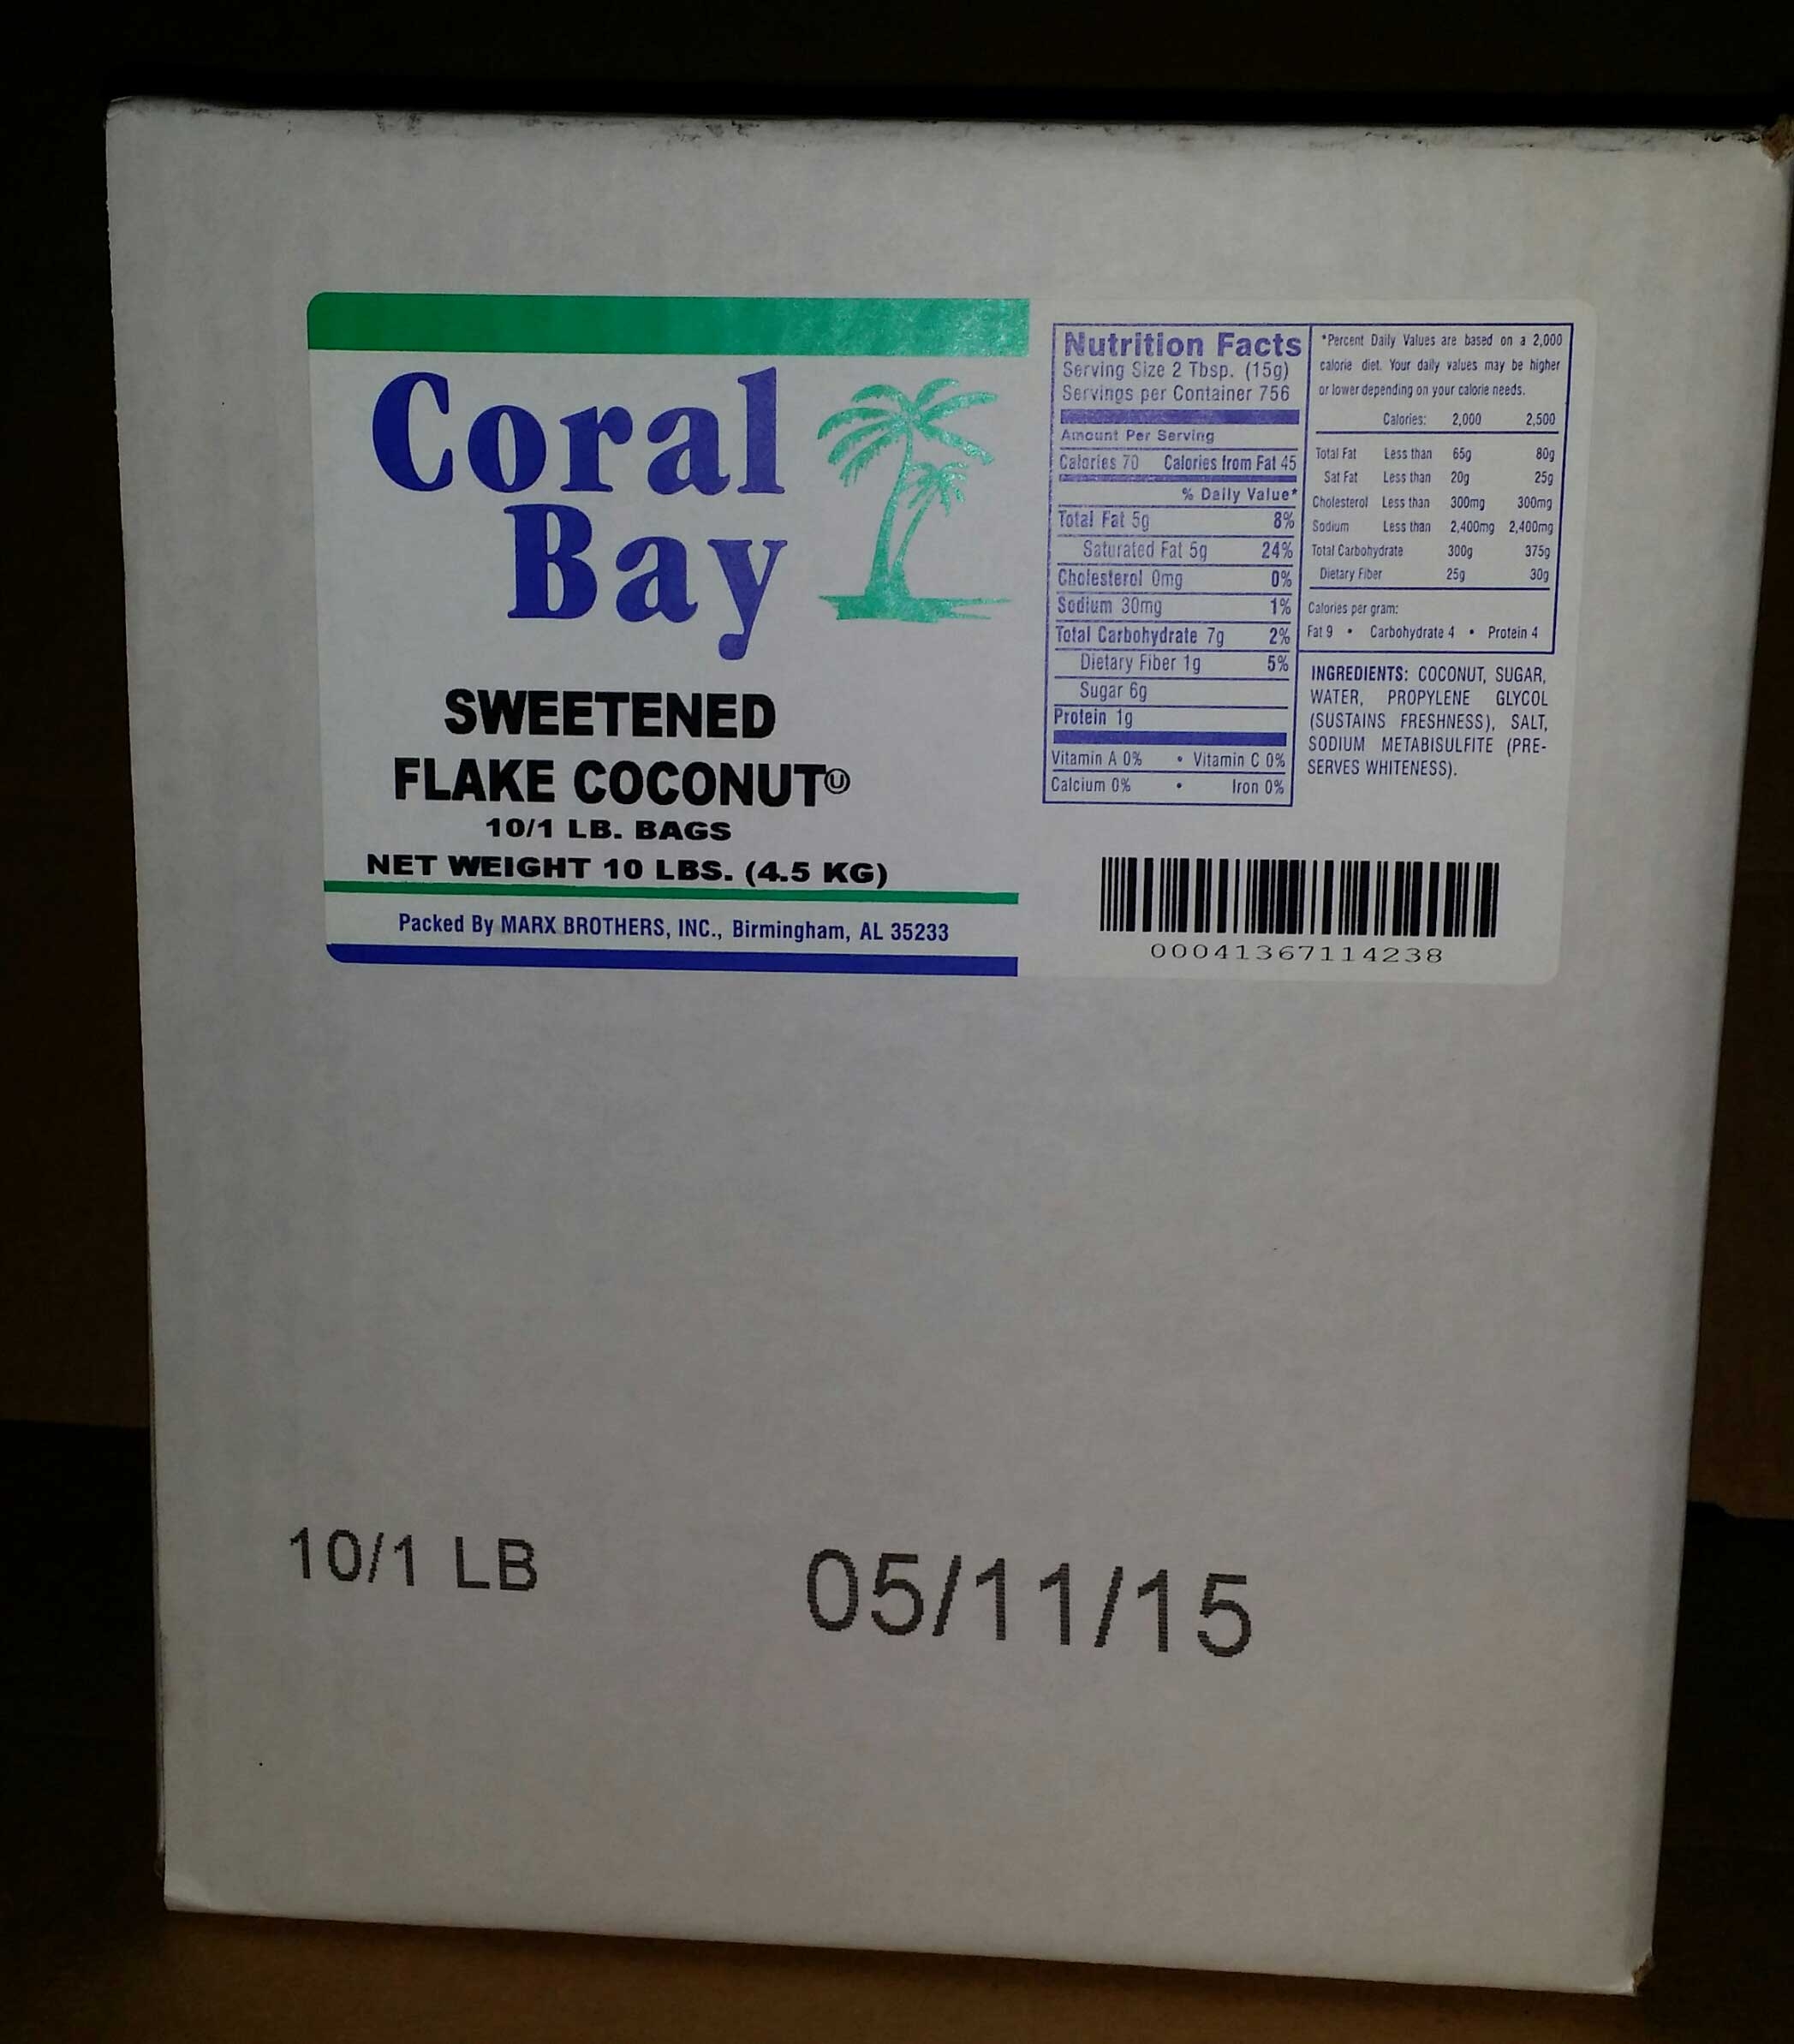 Coral
Bay
SWEETENED
FLAKE COCONUTⓊ
10/1 LB. BAGS
NET WEIGHT 10 LBS. (4.5 KG)
Packed By MARX BROTHERS, INC., Birmingham, AL 35233
Nutrition Facts
Serving Size 2 Tbsp. (15g)
Servings per Container 756
Amount Per Serving
Calories 70 Calories from Fat 45
% Daily Value*
Total Fat 5g 8%
Saturated Fat 5g 24%
Cholesterol 0mg 0%
Sodium 30mg 1%
Total Carbohydrate 7g 2%
Dietary Fiber 1g 5%
Sugar 6g
Protein 1g
Vitamin A 0% • Vitamin C 0%
Calcium 0% • Iron 0%
*Percent Daily Values are based on a 2,000
calorie diet. Your daily values may be higher
or lower depending on your calorie needs.
Calories: 2,000 2,500
Total Fat Less than 65g 80g
Sat Fat Less than 20g 25g
Cholesterol Less than 300mg 300mg
Sodium Less than 2,400mg 2,400mg
Total Carbohydrate 300g 375g
Dietary Fiber 25g 30g
Calories per gram:
Fat 9 • Carbohydrate 4 • Protein 4
INGREDIENTS: COCONUT, SUGAR,
WATER, PROPYLENE GLYCOL
(SUSTAINS FRESHNESS), SALT,
SODIUM METABISULFITE (PRE-
SERVES WHITENESS).
00041367114238
10/1 LB
05/11/15